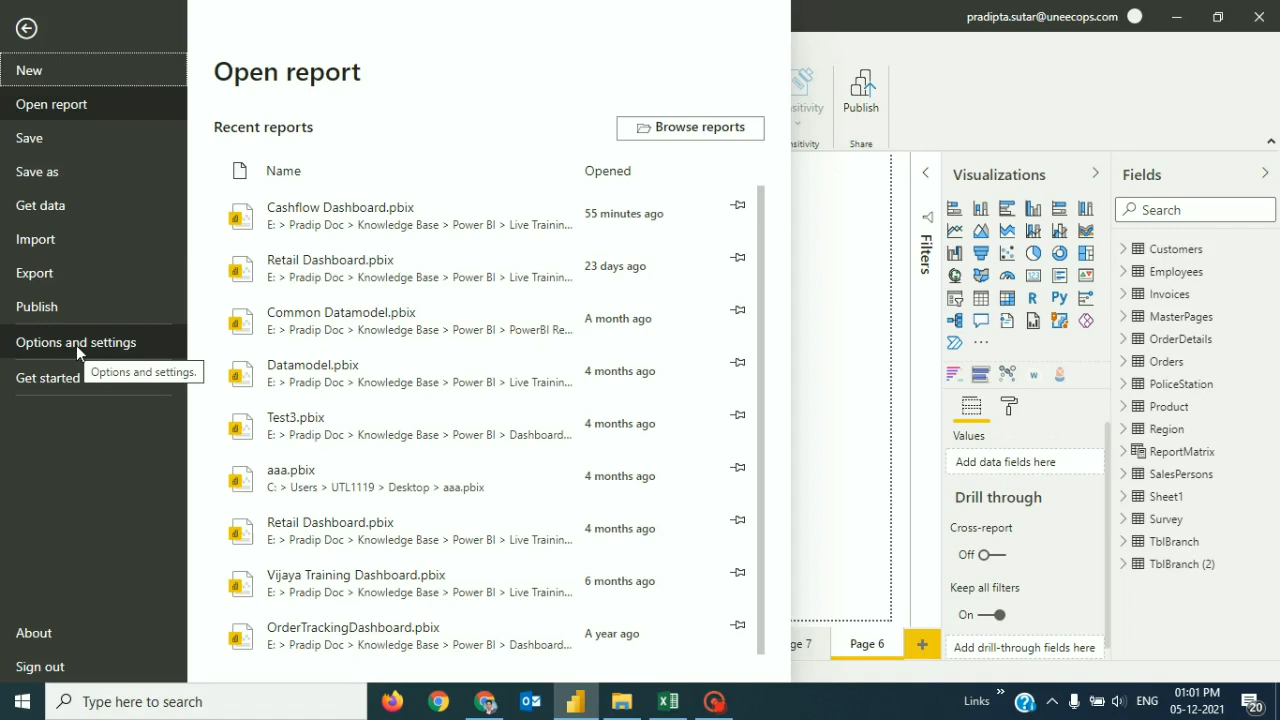 pradipta.sutar@uneecops.com
New
Open report
Save
Save as
Get data
Import
Export
Publish
Options and settings
Options and settings.
Get started
About
Sign out
Open report
Recent reports
Browse reports
Name
Opened
Cashflow Dashboard.pbix
E: > Pradip Doc > Knowledge Base > Power BI > Live Trainin...
55 minutes ago
Retail Dashboard.pbix
E: > Pradip Doc > Knowledge Base > Power BI > Live Trainin...
23 days ago
Common Datamodel.pbix
E: > Pradip Doc > Knowledge Base > Power BI > PowerBI Re...
A month ago
Datamodel.pbix
E: > Pradip Doc > Knowledge Base > Power BI > Live Trainin...
4 months ago
Test3.pbix
E: > Pradip Doc > Knowledge Base > Power BI > Dashboard...
4 months ago
aaa.pbix
C: > Users > UTL1119 > Desktop > aaa.pbix
4 months ago
Retail Dashboard.pbix
E: > Pradip Doc > Knowledge Base > Power BI > Live Trainin...
4 months ago
Vijaya Training Dashboard.pbix
E: > Pradip Doc > Knowledge Base > Power BI > Live Trainin...
6 months ago
OrderTrackingDashboard.pbix
E: > Pradip Doc > Knowledge Base > Power BI > Dashboard...
A year ago
sitivity
Publish
sitivity
Share
Filters
Visualizations
R
Py
w
Values
Add data fields here
Drill through
Cross-report
Off
Keep all filters
On
Add drill-through fields here
Fields
Search
Customers
Employees
Invoices
MasterPages
OrderDetails
Orders
PoliceStation
Product
Region
ReportMatrix
SalesPersons
Sheet1
Survey
TblBranch
TblBranch (2)
ge 7
Page 6
Type here to search
Links
ENG
01:01 PM
05-12-2021
20